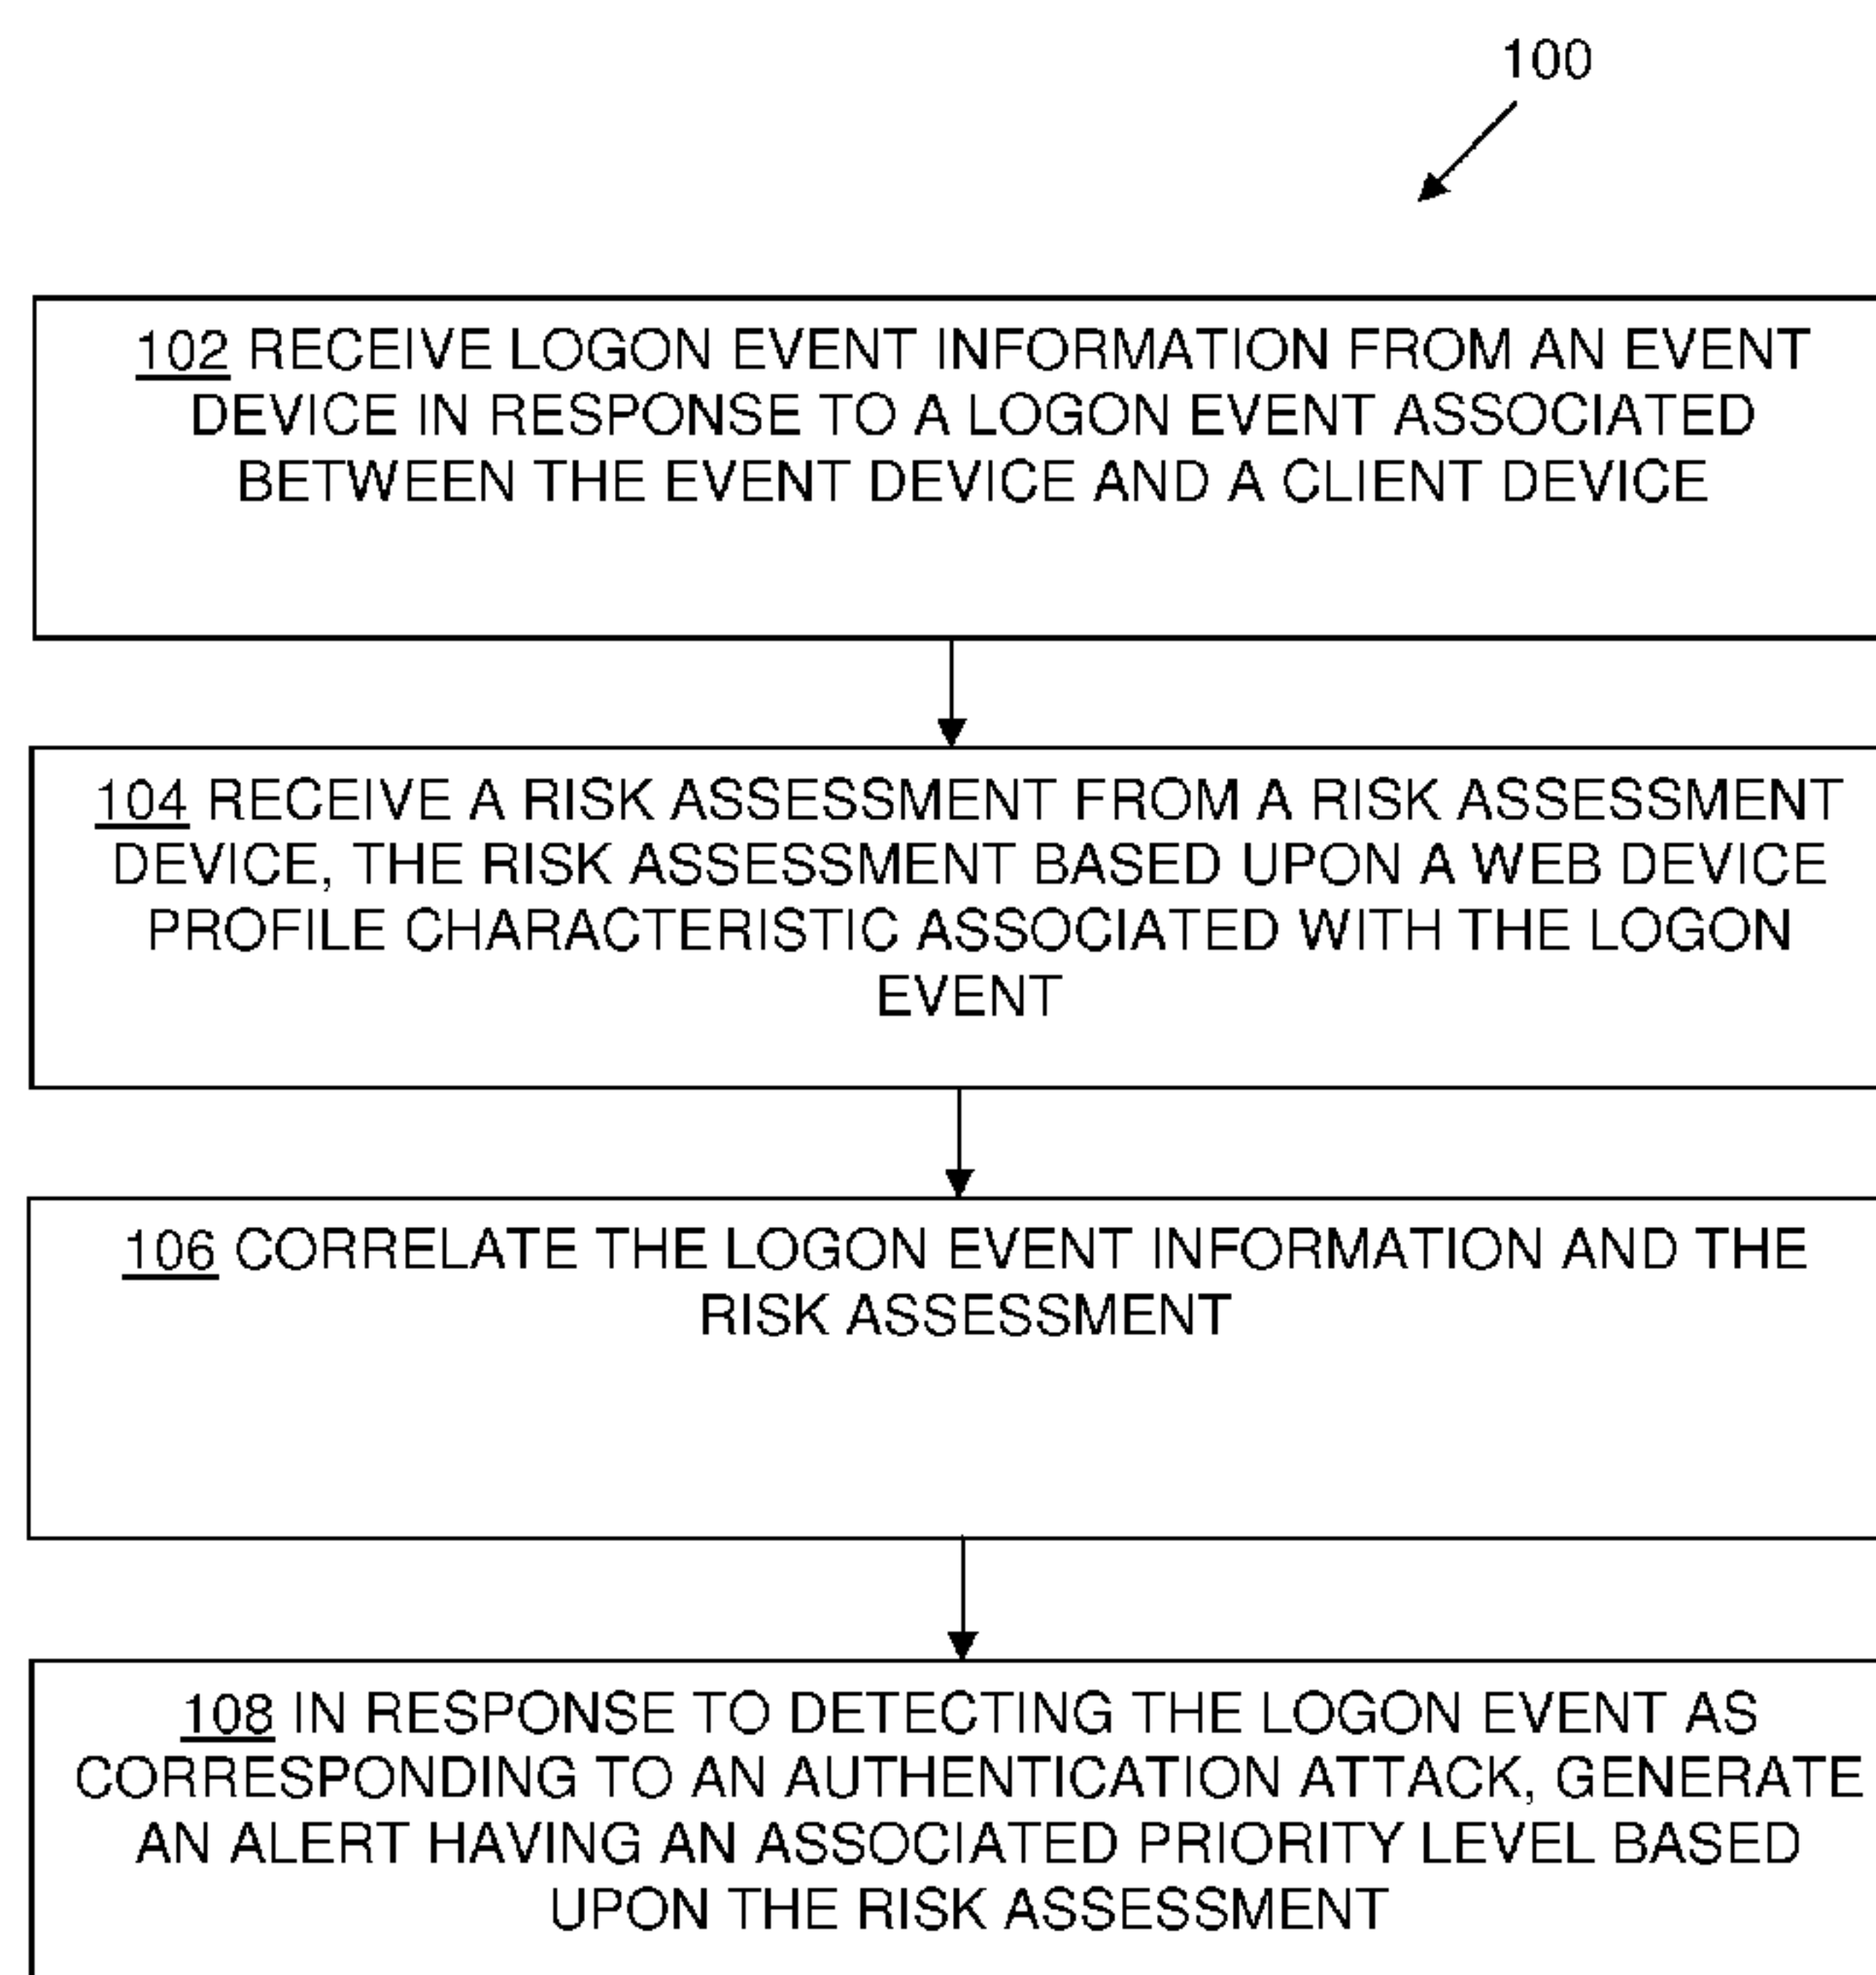 100
102 RECEIVE LOGON EVENT INFORMATION FROM AN EVENT
DEVICE IN RESPONSE TO A LOGON EVENT ASSOCIATED
BETWEEN THE EVENT DEVICE AND A CLIENT DEVICE
104 RECEIVE A RISK ASSESSMENT FROM A RISK ASSESSMENT
DEVICE, THE RISK ASSESSMENT BASED UPON A WEB DEVICE
PROFILE CHARACTERISTIC ASSOCIATED WITH THE LOGON
EVENT
106 CORRELATE THE LOGON EVENT INFORMATION AND THE
RISK ASSESSMENT
108 IN RESPONSE TO DETECTING THE LOGON EVENT AS
CORRESPONDING TO AN AUTHENTICATION ATTACK, GENERATE
AN ALERT HAVING AN ASSOCIATED PRIORITY LEVEL BASED
UPON THE RISK ASSESSMENT